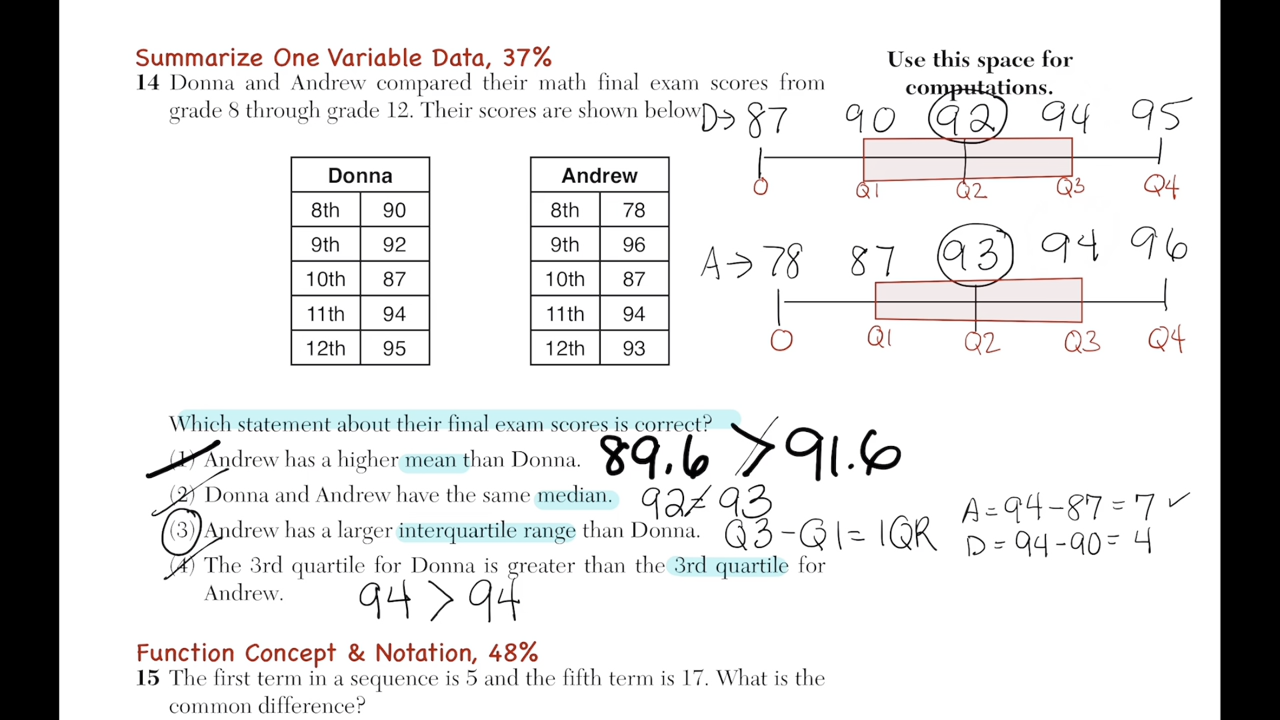 Summarize One Variable Data, 37%
Use this space for
computations.
14 Donna and Andrew compared their math final exam scores from
grade 8 through grade 12. Their scores are shown below.
D→ 87 90 92 94 95
O Q1 Q2 Q3 Q4
Donna
8th 90
9th 92
10th 87
11th 94
12th 95
Andrew
8th 78
9th 96
10th 87
11th 94
12th 93
A→ 78 87 93 94 96
O Q1 Q2 Q3 Q4
Which statement about their final exam scores is correct?
(1) Andrew has a higher mean than Donna. 89.6 > 91.6
(2) Donna and Andrew have the same median. 92 ≠ 93
(3) Andrew has a larger interquartile range than Donna. Q3-Q1=IQR
A=94-87=7 ✓
D=94-90=4
(4) The 3rd quartile for Donna is greater than the 3rd quartile for
Andrew. 94 > 94
Function Concept & Notation, 48%
15 The first term in a sequence is 5 and the fifth term is 17. What is the
common difference?